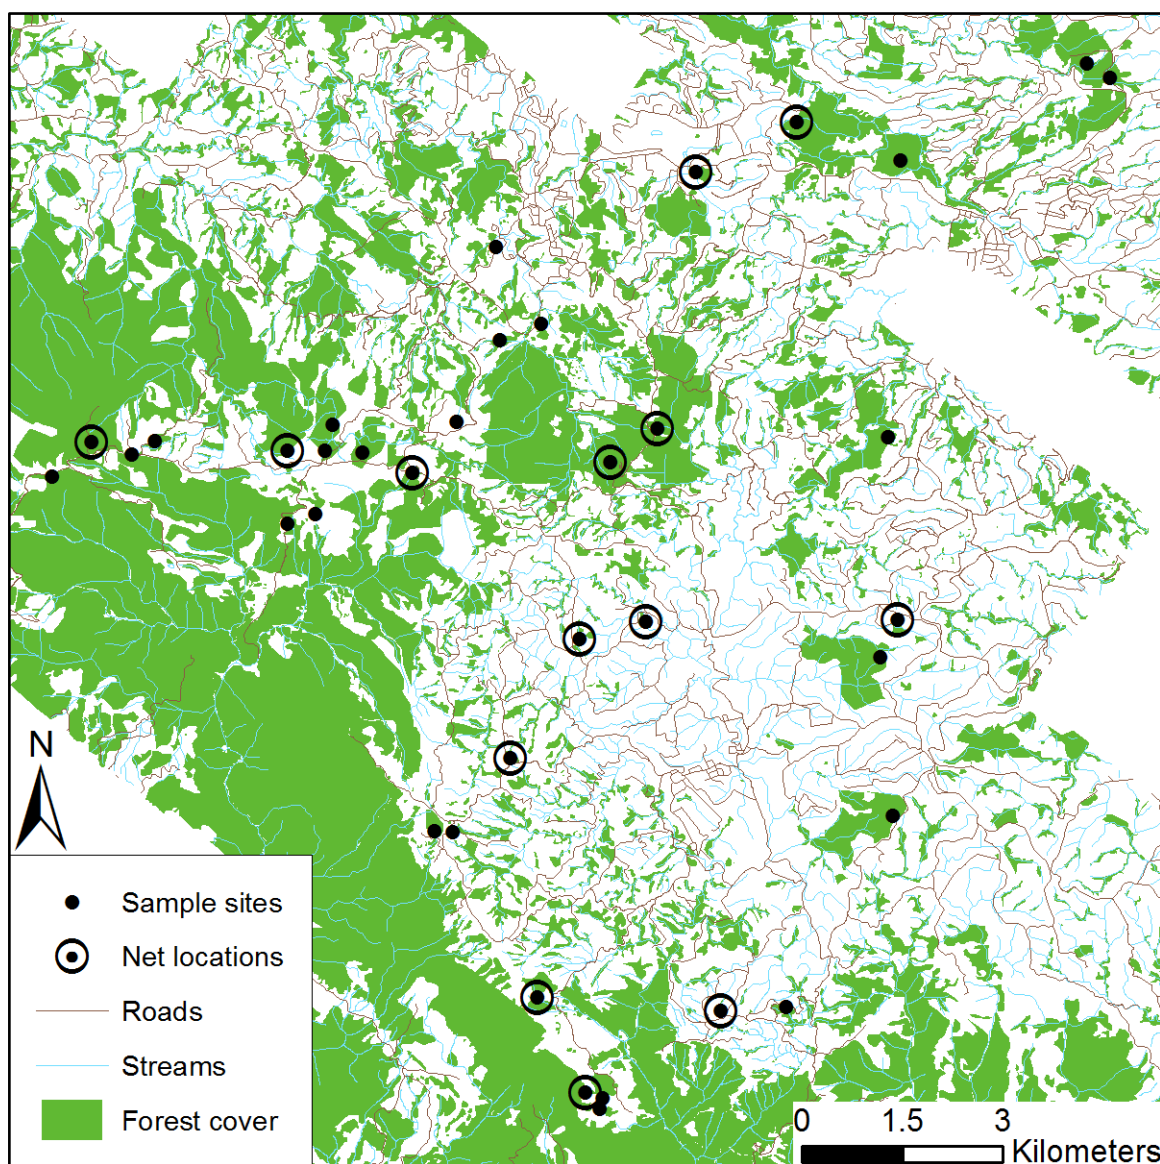 N
Sample sites
Net locations
Roads
Streams
Forest cover
0 1.5 3
Kilometers